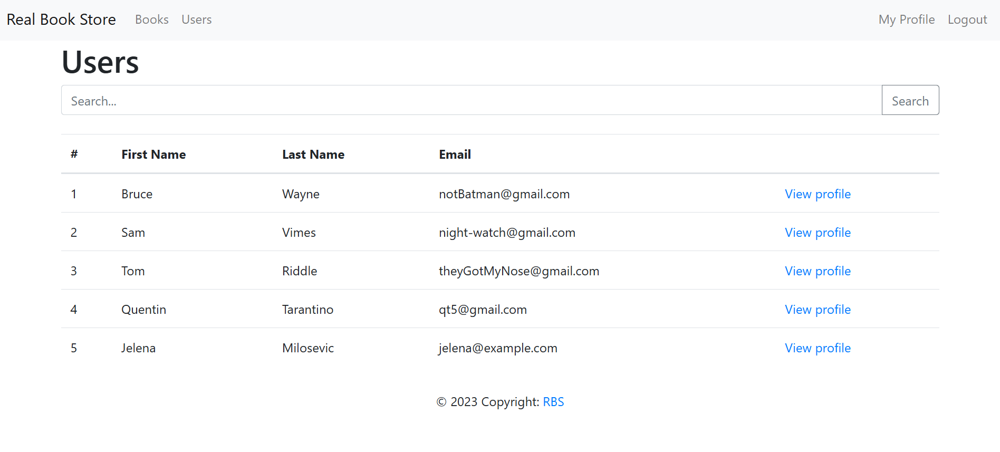 Real Book Store Books Users My Profile Logout
Users
Search... Search
# First Name Last Name Email
1 Bruce Wayne notBatman@gmail.com View profile
2 Sam Vimes night-watch@gmail.com View profile
3 Tom Riddle theyGotMyNose@gmail.com View profile
4 Quentin Tarantino qt5@gmail.com View profile
5 Jelena Milosevic jelena@example.com View profile
© 2023 Copyright: RBS